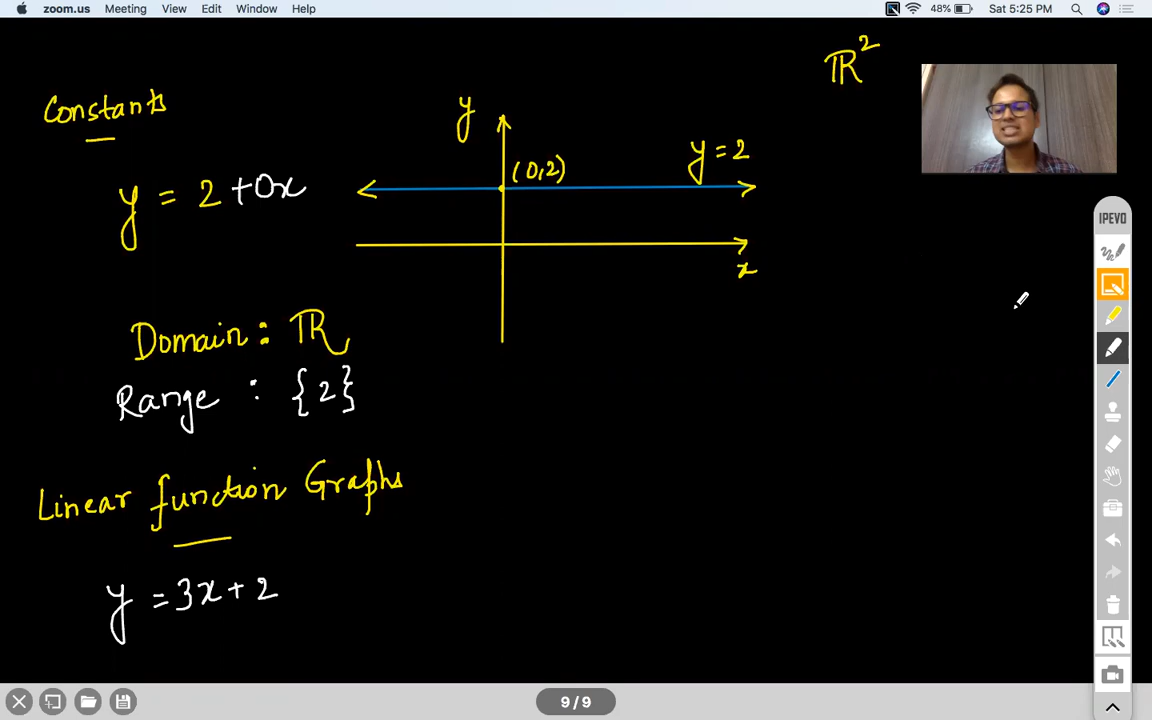 zoom.us Meeting View Edit Window Help 48% Sat 5:25 PM
ℝ²
Constants
y
(0,2)
y = 2
y = 2 + 0x
x
Domain : ℝ
Range : {2}
Linear function Graphs
y = 3x + 2
IPEVO
9 / 9